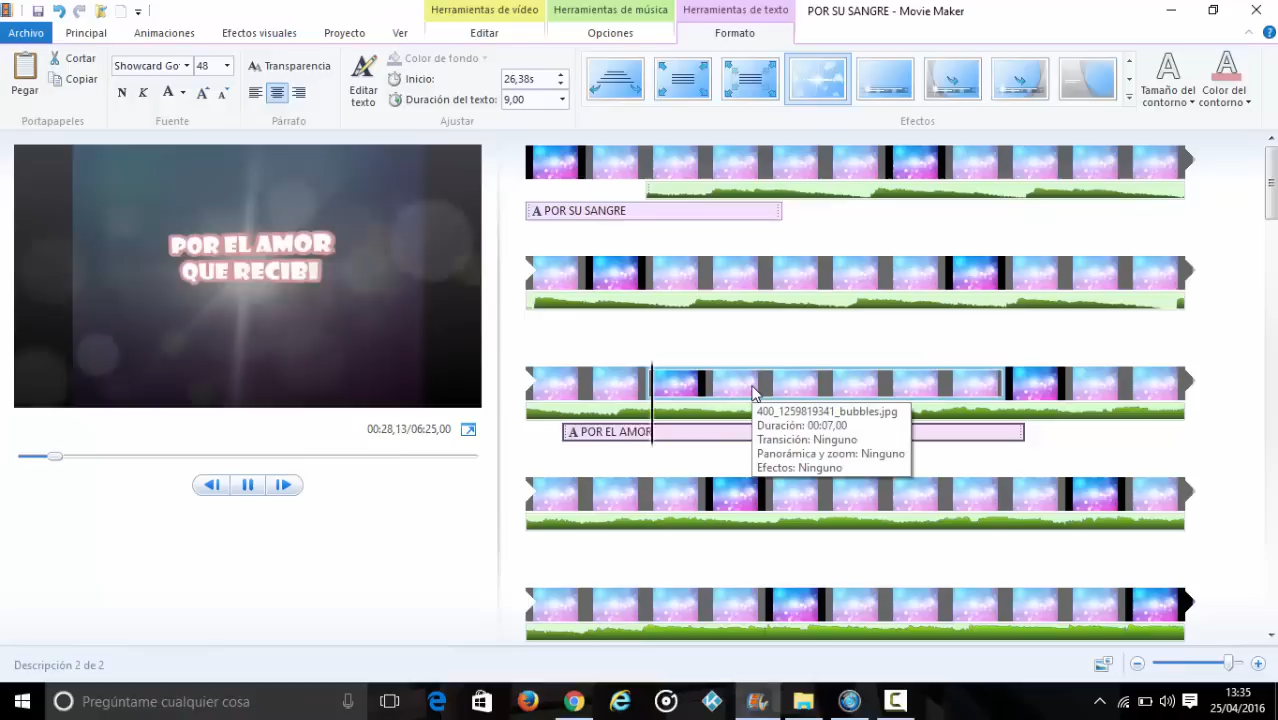 Herramientas de vídeo
Herramientas de música
Herramientas de texto
POR SU SANGRE - Movie Maker
Archivo
Principal
Animaciones
Efectos visuales
Proyecto
Ver
Editar
Opciones
Formato
Pegar
Cortar
Copiar
Portapapeles
Showcard Go
48
N K A A A
Fuente
Transparencia
Párrafo
Editar
texto
Color de fondo
Inicio:
26,38s
Duración del texto:
9,00
Ajustar
Efectos
Tamaño del
contorno
Color del
contorno
POR EL AMOR
QUE RECIBI
00:28,13/06:25,00
A POR SU SANGRE
A POR EL AMOR
400_1259819341_bubbles.jpg
Duración: 00:07,00
Transición: Ninguno
Panorámica y zoom: Ninguno
Efectos: Ninguno
Descripción 2 de 2
Pregúntame cualquier cosa
13:35
25/04/2016